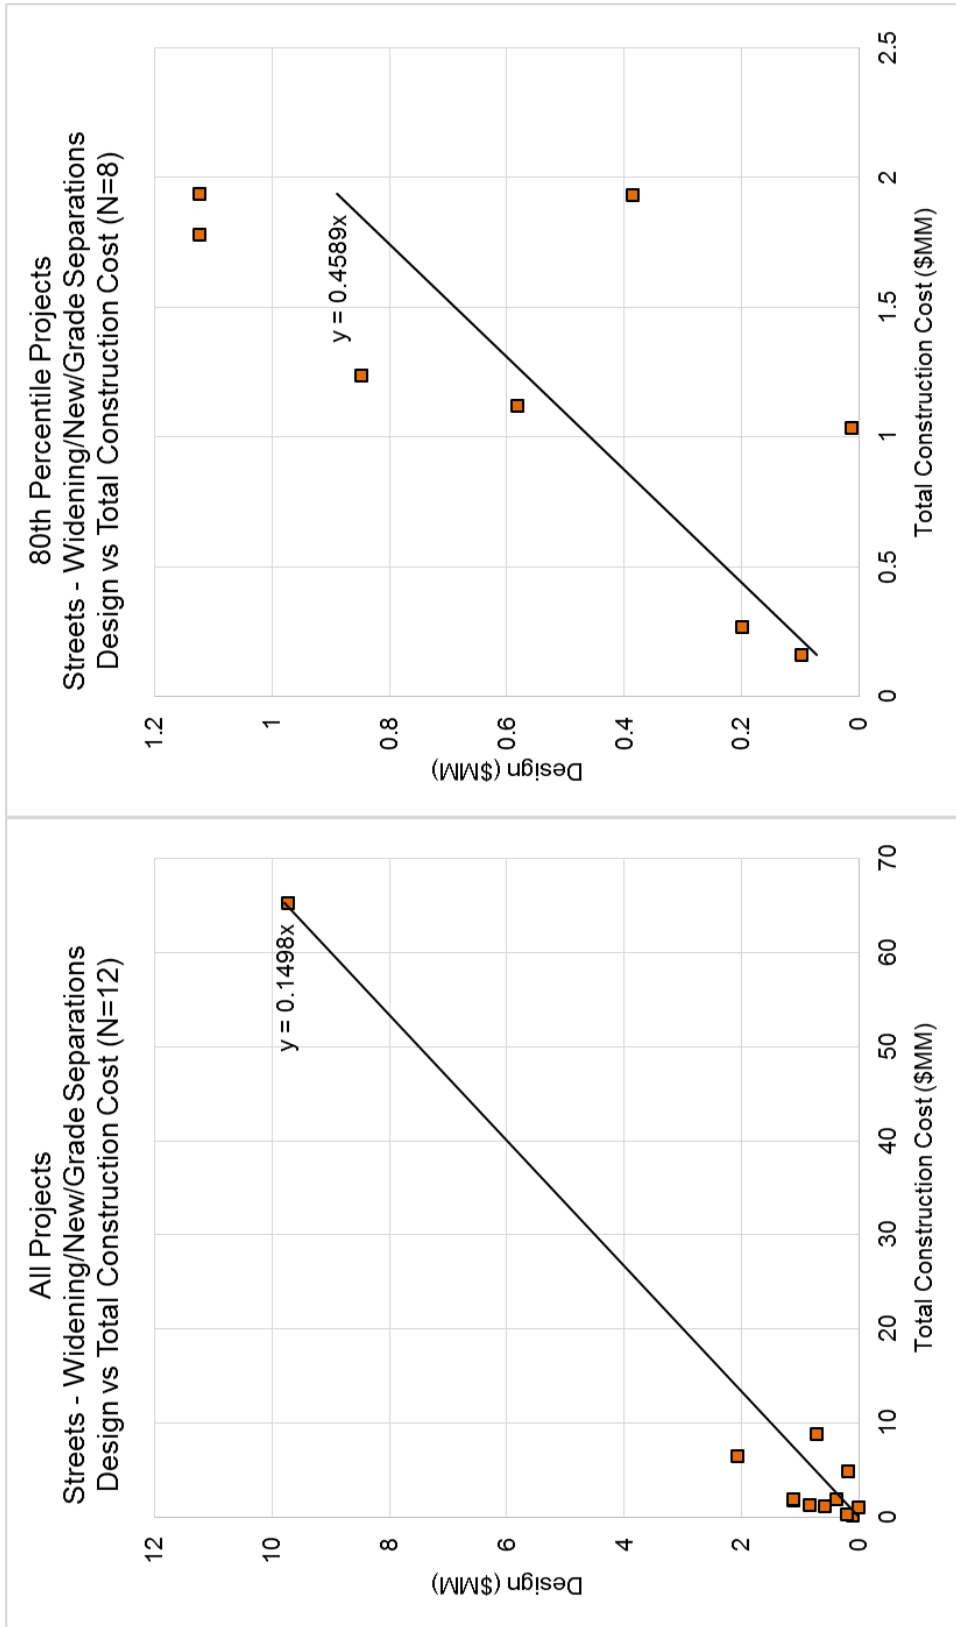 All Projects
Streets - Widening/New/Grade Separations
Design vs Total Construction Cost (N=12)
12
10
8
6
4
2
0
Design ($MM)
y = 0.1498x
0
10
20
30
40
50
60
70
Total Construction Cost ($MM)
80th Percentile Projects
Streets - Widening/New/Grade Separations
Design vs Total Construction Cost (N=8)
1.2
1
0.8
0.6
0.4
0.2
0
Design ($MM)
y = 0.4589x
0
0.5
1
1.5
2
2.5
Total Construction Cost ($MM)